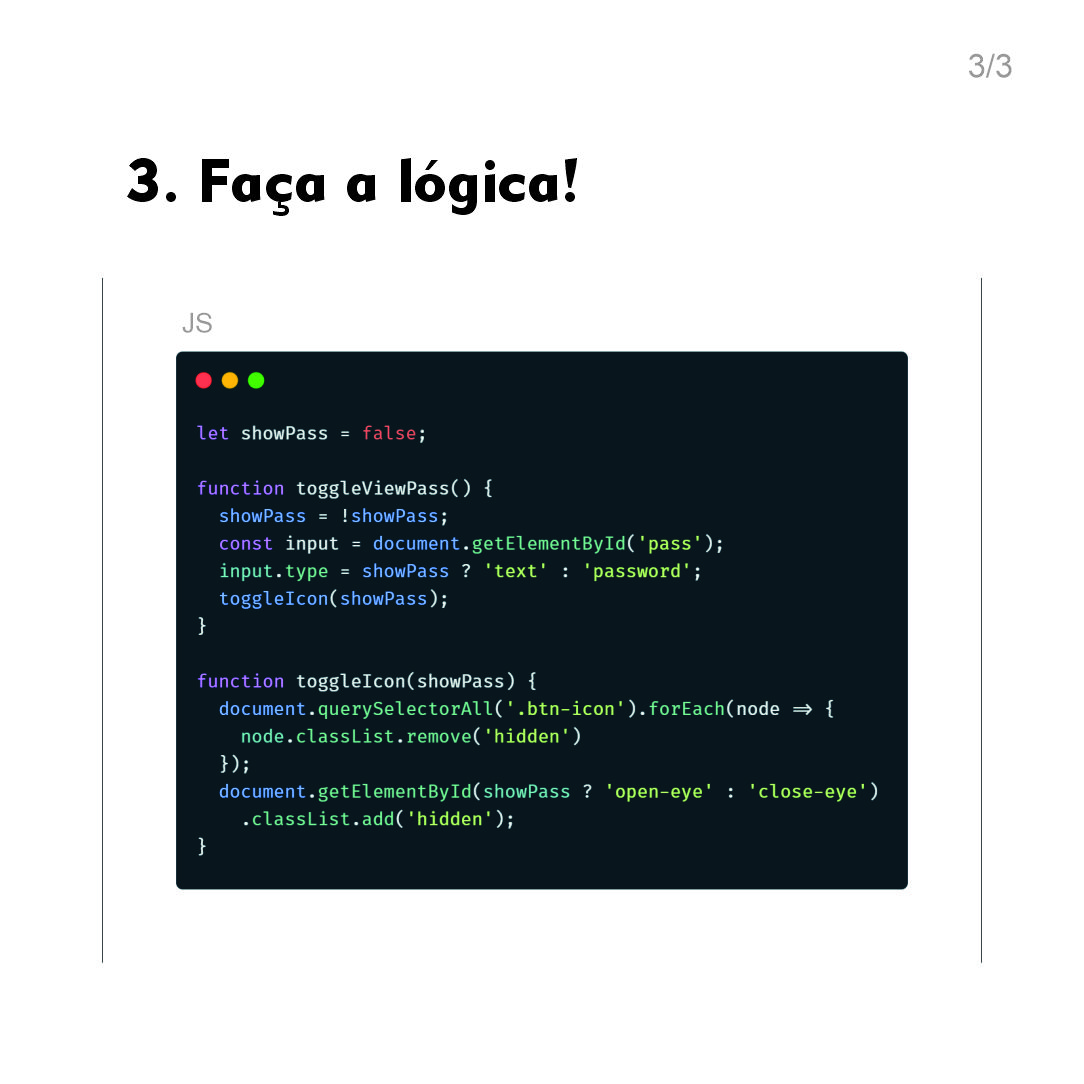 3/3
3. Faça a lógica!
JS
let showPass = false;
function toggleViewPass() {
showPass = !showPass;
const input = document.getElementById('pass');
input.type = showPass ? 'text' : 'password';
toggleIcon(showPass);
}
function toggleIcon(showPass) {
document.querySelectorAll('.btn-icon').forEach(node => {
node.classList.remove('hidden')
});
document.getElementById(showPass ? 'open-eye' : 'close-eye')
.classList.add('hidden');
}